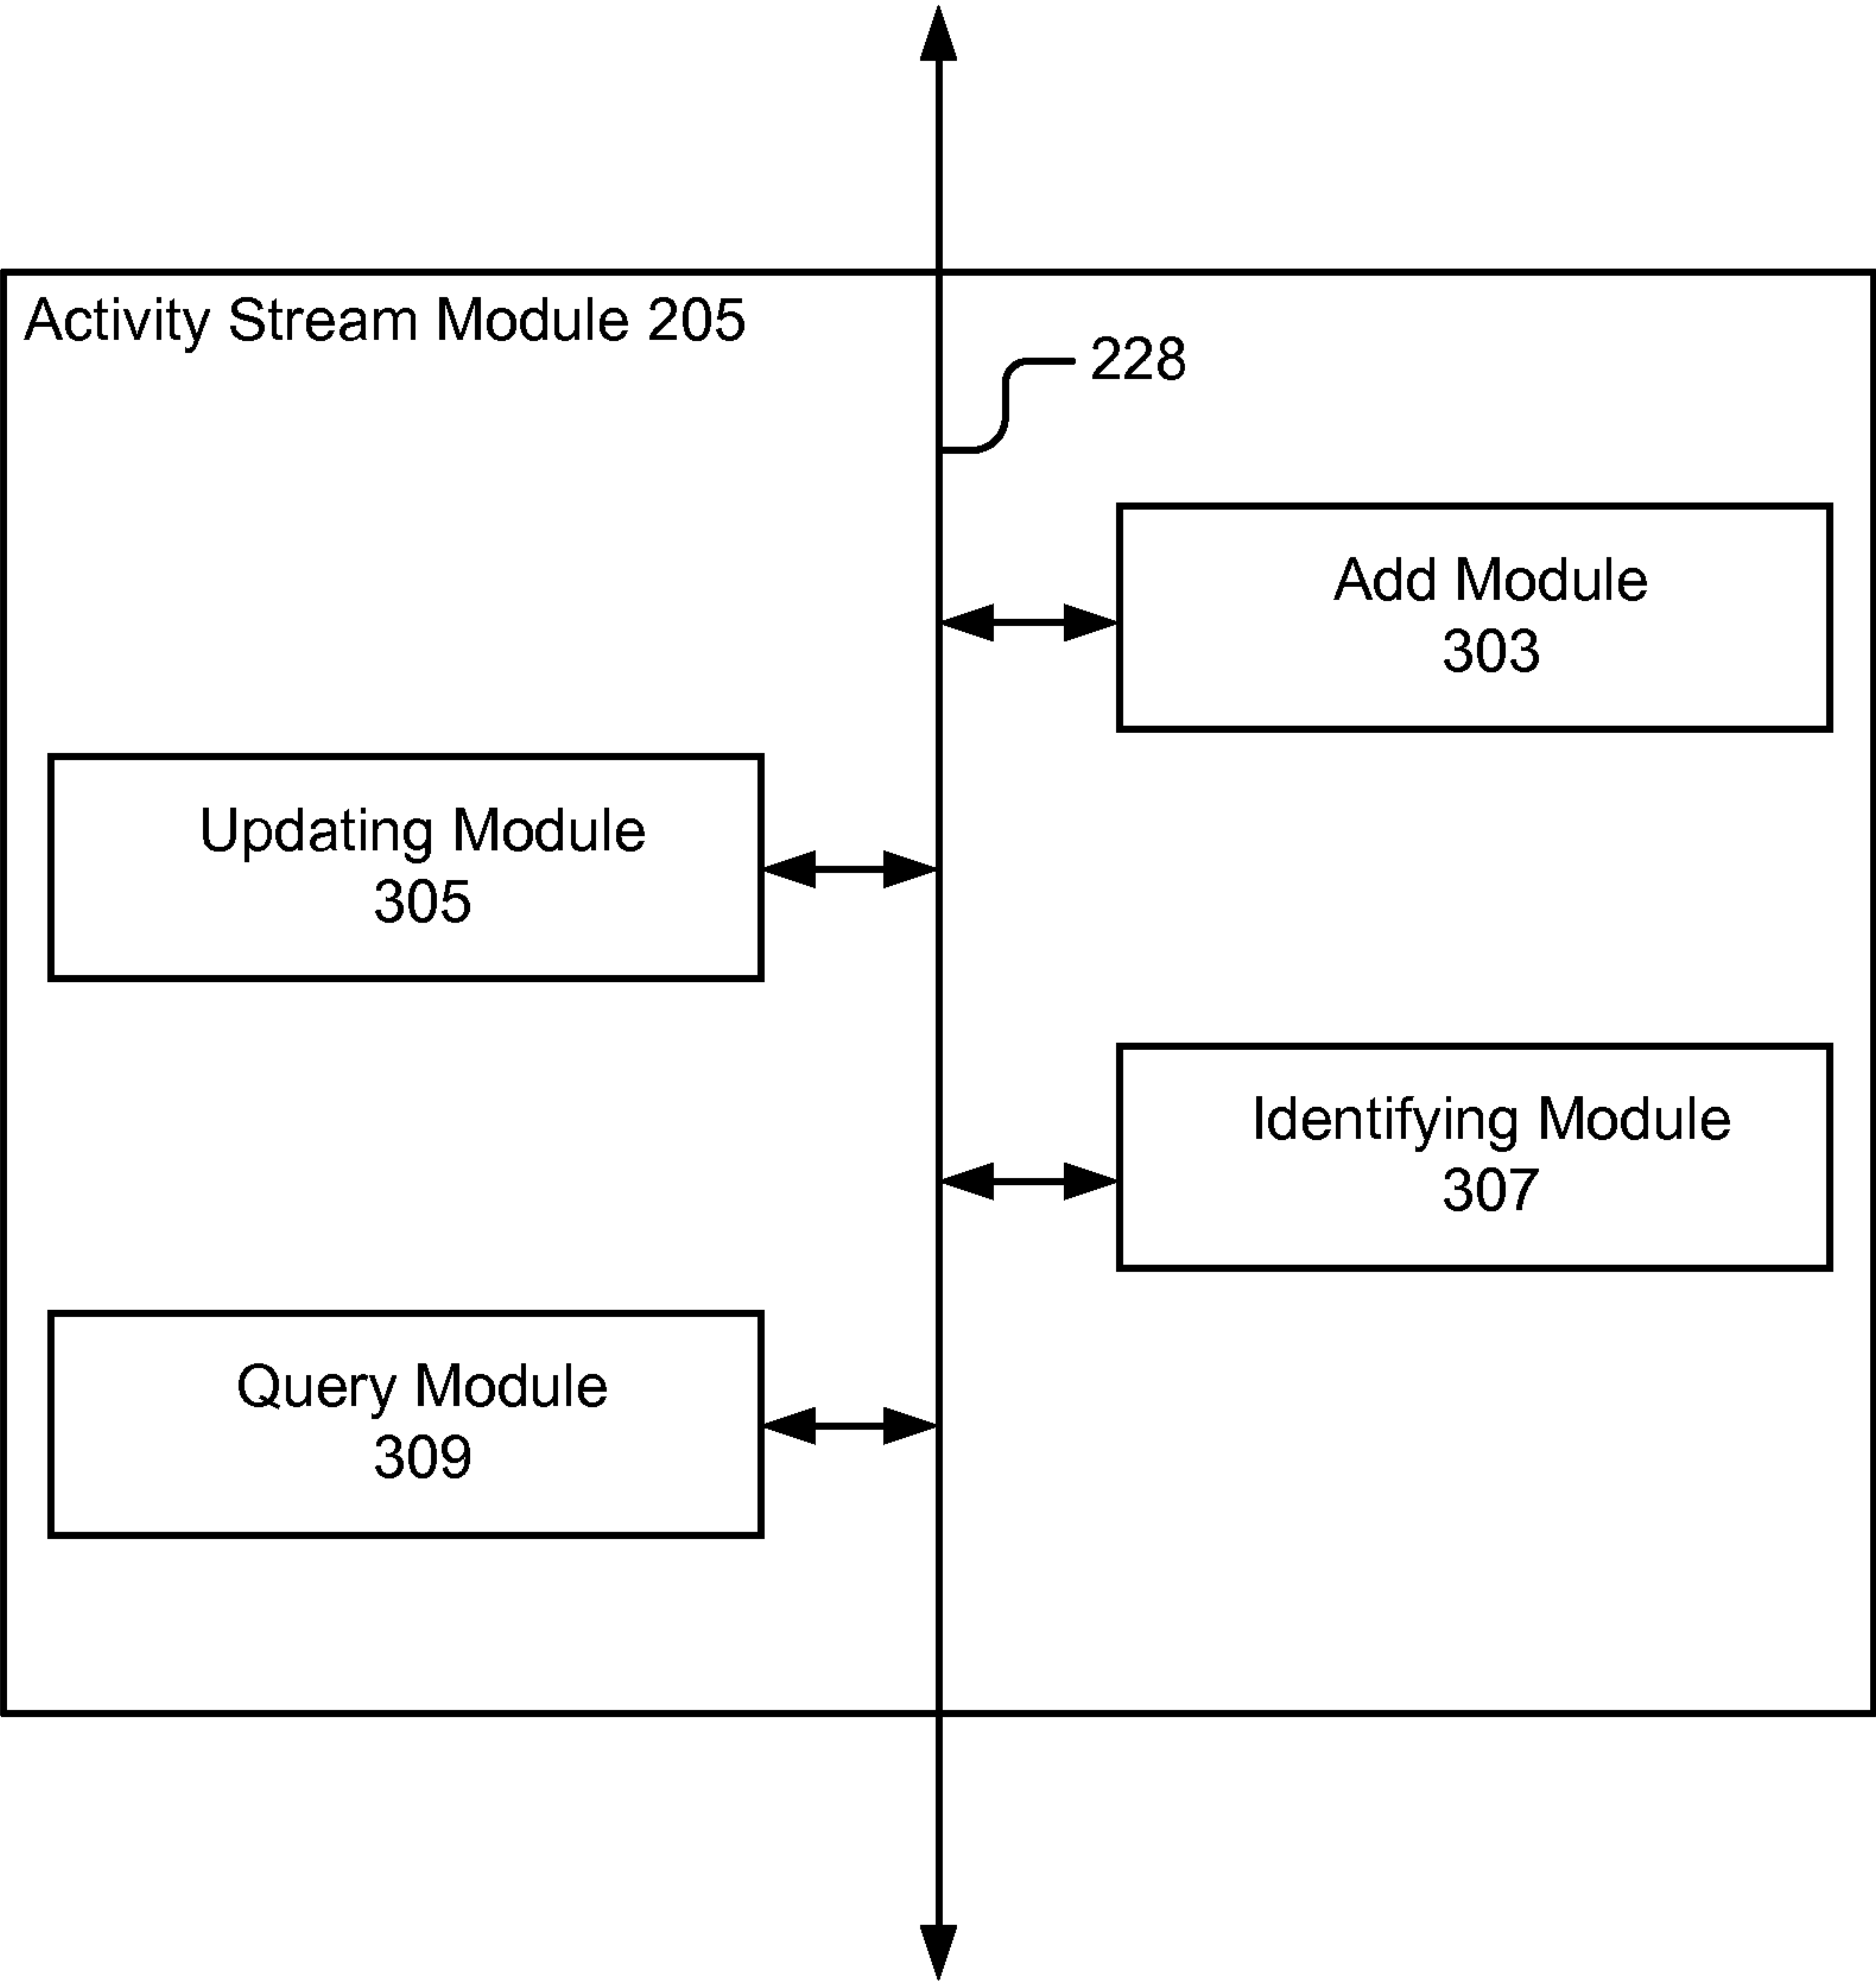 Activity Stream Module 205
228
Add Module
303
Updating Module
305
Identifying Module
307
Query Module
309